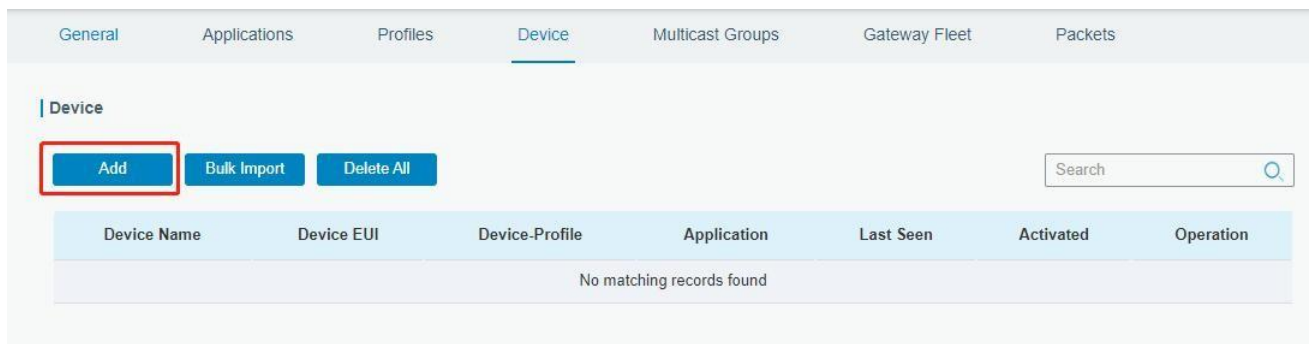 General Applications Profiles Device Multicast Groups Gateway Fleet Packets
Device
Add Bulk Import Delete All Search
Device Name Device EUI Device-Profile Application Last Seen Activated Operation
No matching records found